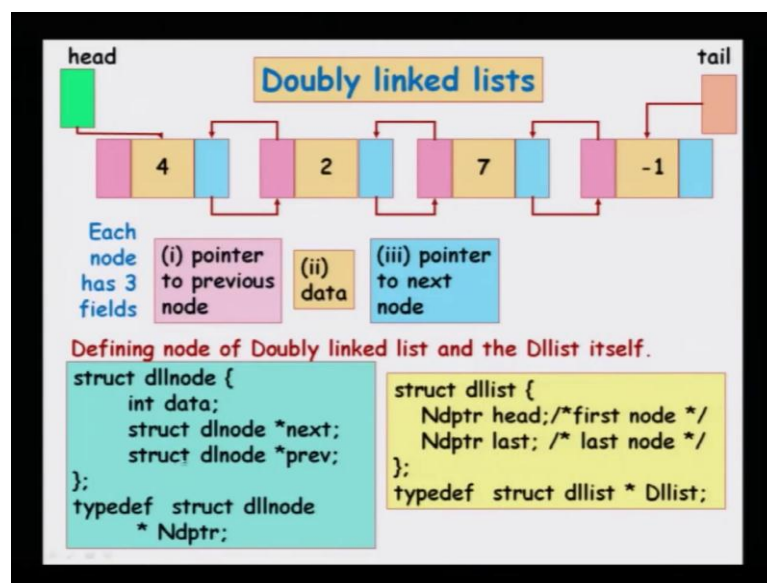 head
tail
Doubly linked lists
4
2
7
-1
Each
node
has 3
fields
(i) pointer
to previous
node
(ii)
data
(iii) pointer
to next
node
Defining node of Doubly linked list and the Dllist itself.
struct dllnode {
int data;
struct dlnode *next;
struct dlnode *prev;
};
typedef struct dllnode
* Ndptr;
struct dllist {
Ndptr head;/*first node */
Ndptr last; /* last node */
};
typedef struct dllist * Dllist;